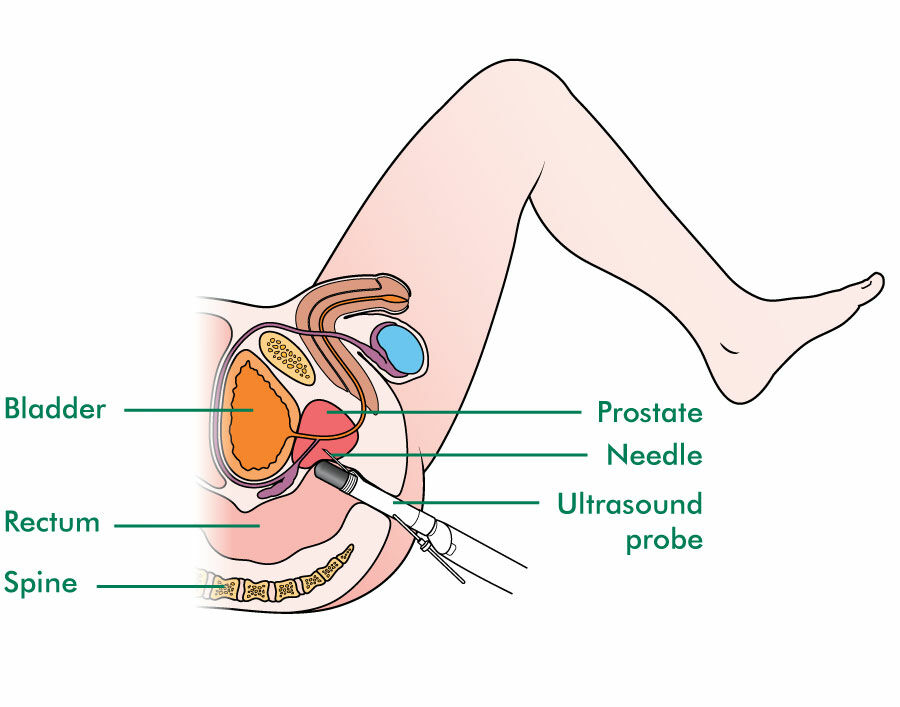 Bladder
Rectum
Spine
Prostate
Needle
Ultrasound
probe